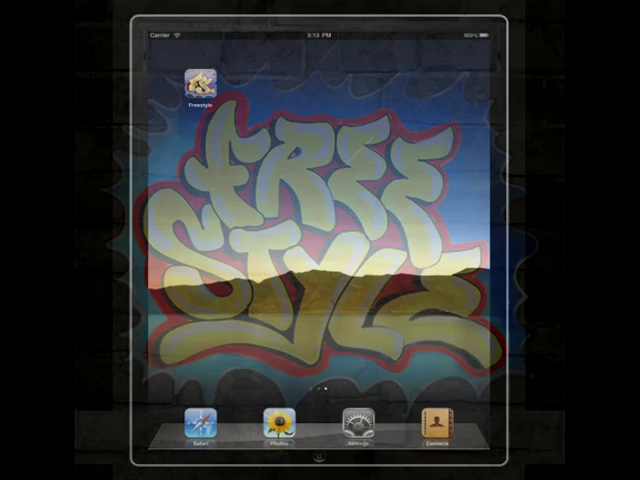 Carrier 3:13 PM 100%
Freestyle
FREE
STYLE
Safari Photos Settings Contacts